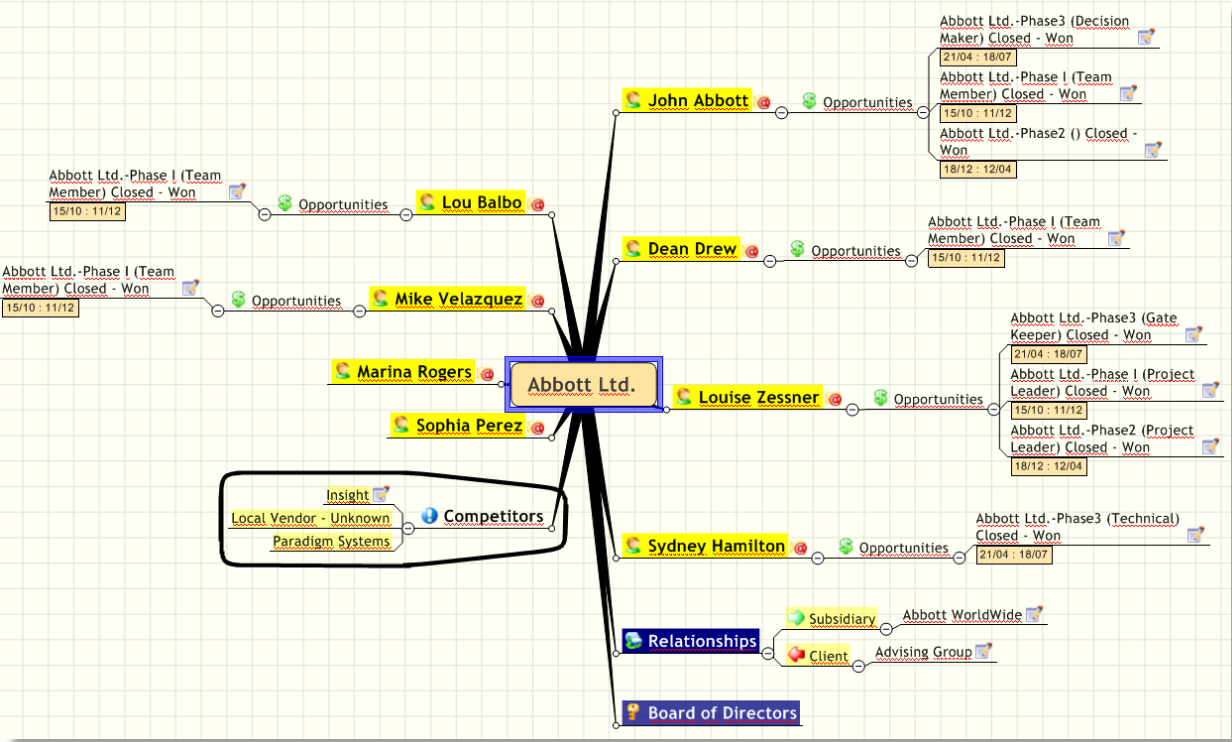 Abbott Ltd.
John Abbott
Opportunities
Abbott Ltd.-Phase3 (Decision
Maker) Closed - Won
21/04 : 18/07
Abbott Ltd.-Phase I (Team
Member) Closed - Won
15/10 : 11/12
Abbott Ltd.-Phase2 () Closed -
Won
18/12 : 12/04
Dean Drew
Opportunities
Abbott Ltd.-Phase I (Team
Member) Closed - Won
15/10 : 11/12
Louise Zessner
Opportunities
Abbott Ltd.-Phase3 (Gate
Keeper) Closed - Won
21/04 : 18/07
Abbott Ltd.-Phase I (Project
Leader) Closed - Won
15/10 : 11/12
Abbott Ltd.-Phase2 (Project
Leader) Closed - Won
18/12 : 12/04
Sydney Hamilton
Opportunities
Abbott Ltd.-Phase3 (Technical)
Closed - Won
21/04 : 18/07
Relationships
Subsidiary
Abbott WorldWide
Client
Advising Group
Board of Directors
Lou Balbo
Opportunities
Abbott Ltd.-Phase I (Team
Member) Closed - Won
15/10 : 11/12
Mike Velazquez
Opportunities
Abbott Ltd.-Phase I (Team
Member) Closed - Won
15/10 : 11/12
Marina Rogers
Sophia Perez
Competitors
Insight
Local Vendor - Unknown
Paradigm Systems